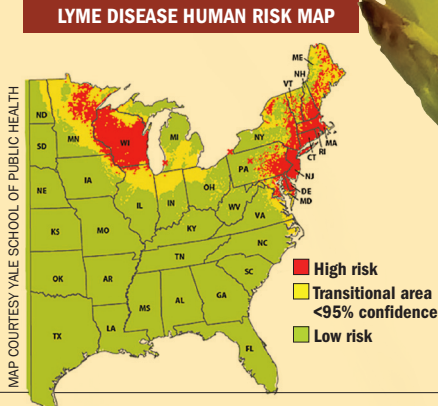 LYME DISEASE HUMAN RISK MAP
MAP COURTESY YALE SCHOOL OF PUBLIC HEALTH
ME
NH
VT
ND
MN
SD
WI
MI
NY
MA
RI
CT
PA
NJ
IA
NE
OH
DE
MD
IL
IN
WV
VA
KS
MO
KY
NC
TN
OK
AR
SC
MS
AL
GA
TX
LA
FL
High risk
Transitional area
<95% confidence
Low risk